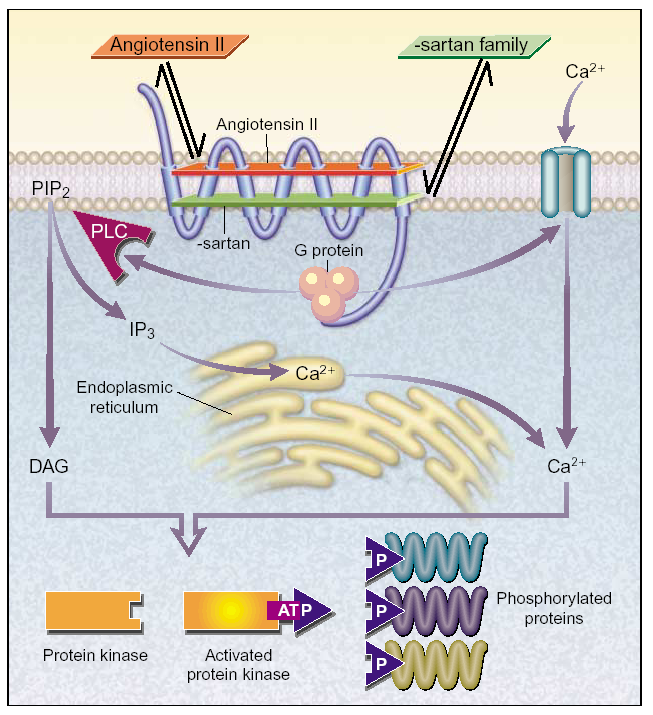 Angiotensin II
-sartan family
Ca2+
Angiotensin II
PIP2
PLC
-sartan
G protein
IP3
Ca2+
Endoplasmic
reticulum
DAG
Ca2+
P
ATP
P
Phosphorylated
proteins
Protein kinase
Activated
protein kinase
P